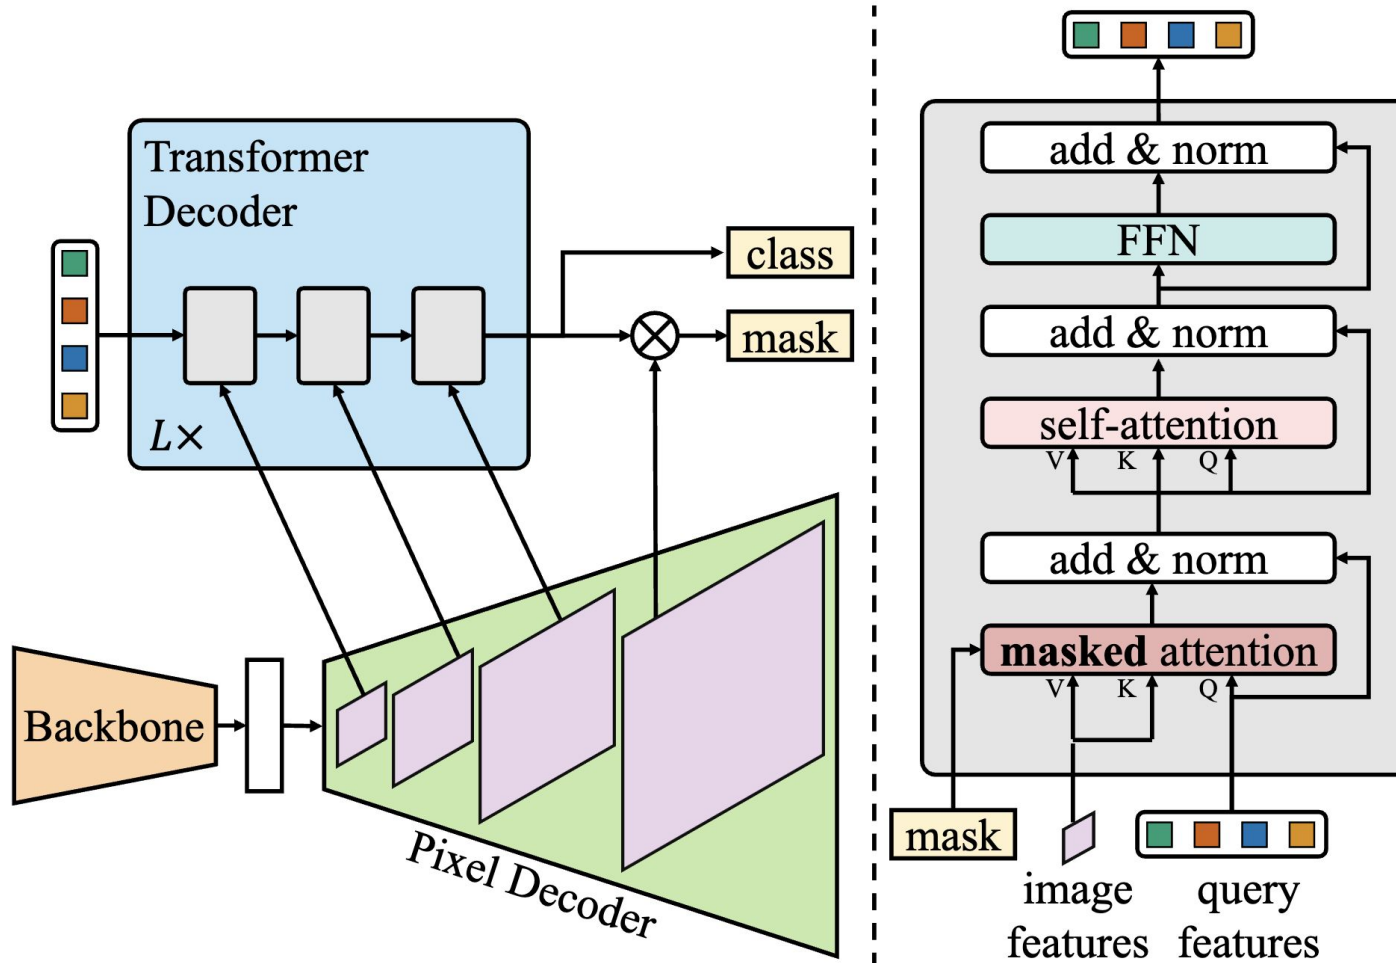 Transformer
Decoder
L×
class
mask
Backbone
Pixel Decoder
add & norm
FFN
add & norm
self-attention
V K Q
add & norm
masked attention
V K Q
mask
image
features
query
features